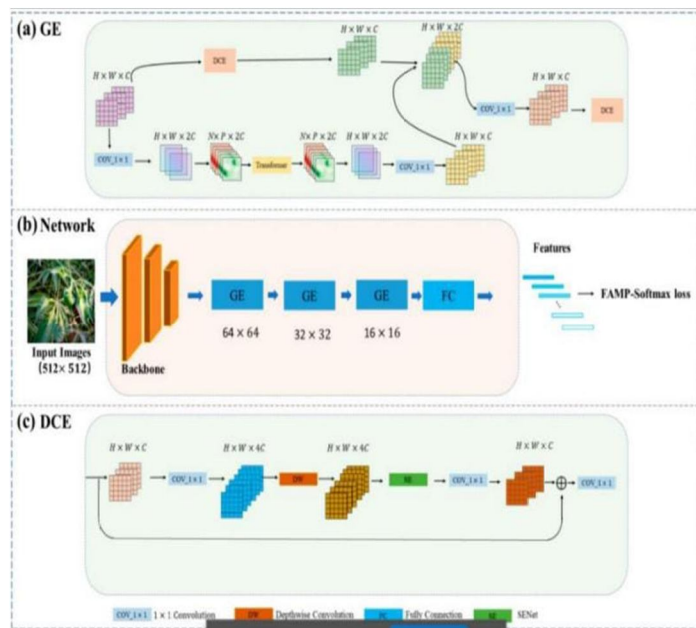 (a) GE
H × W × C
DCE
H × W × C
H × W × 2C
H × W × C
COV_1×1
DCE
COV_1×1
H × W × 2C
N × P × 2C
Transformer
N × P × 2C
H × W × 2C
COV_1×1
H × W × C
(b) Network
Features
FAMP-Softmax loss
GE
GE
GE
FC
64 × 64
32 × 32
16 × 16
Input Images
(512× 512)
Backbone
(c) DCE
H × W × C
H × W × 4C
H × W × 4C
H × W × C
COV_1×1
DW
SE
COV_1×1
COV_1×1
COV_1×1
1 × 1 Convolution
DW
Depthwise Convolution
FC
Fully Connection
SE
SENet